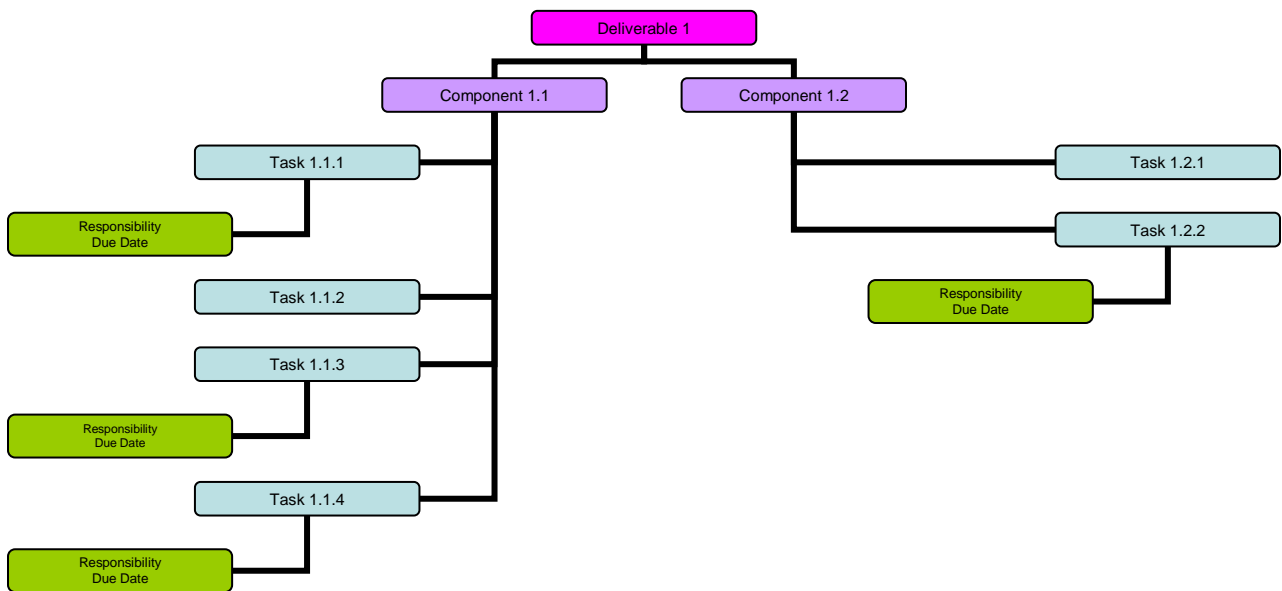 Deliverable 1
Component 1.1
Component 1.2
Task 1.1.1
Task 1.2.1
Responsibility
Due Date
Task 1.2.2
Task 1.1.2
Responsibility
Due Date
Task 1.1.3
Responsibility
Due Date
Task 1.1.4
Responsibility
Due Date